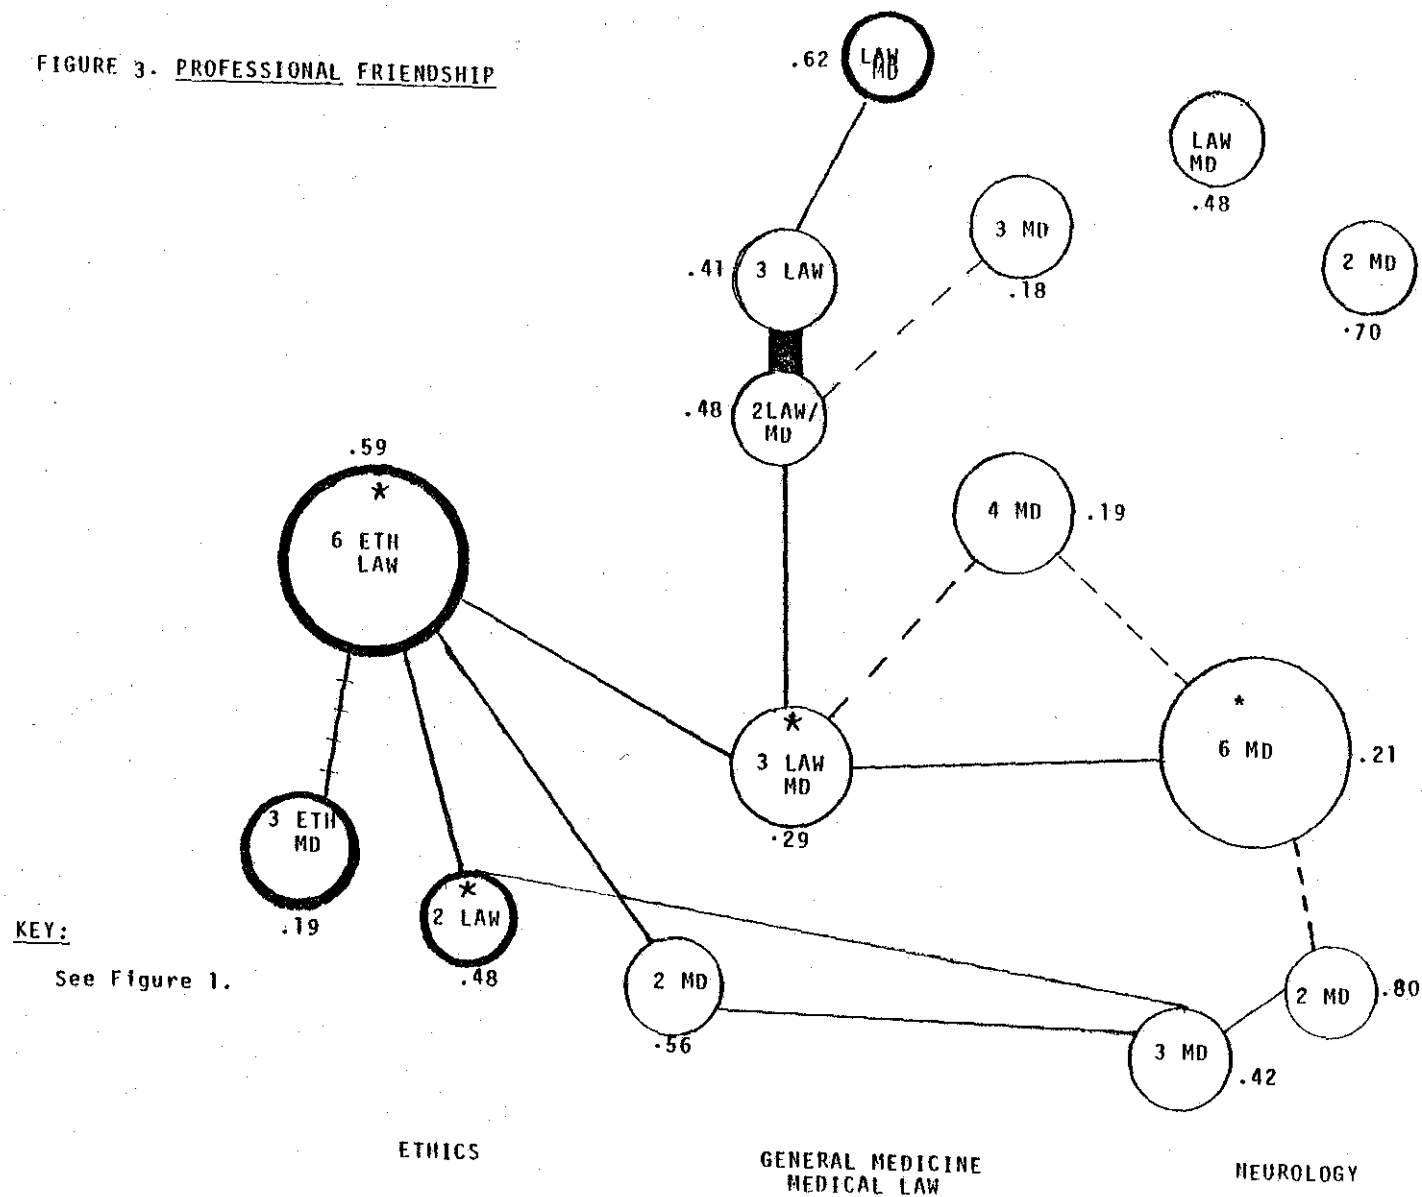 FIGURE 3. PROFESSIONAL FRIENDSHIP
.62
LAW
MD
LAW
MD
.48
3 MD
.18
2 MD
.70
.41
3 LAW
.48
2LAW/
MD
.59
*
6 ETH
LAW
4 MD
.19
*
3 LAW
MD
.29
*
6 MD
.21
3 ETH
MD
.19
*
2 LAW
.48
KEY:
See Figure 1.
2 MD
.56
2 MD
.80
3 MD
.42
ETHICS
GENERAL MEDICINE
MEDICAL LAW
NEUROLOGY